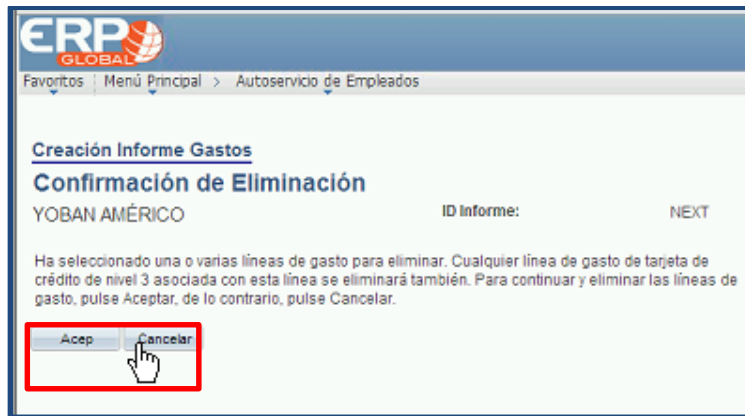 ERP
GLOBAL
Favoritos Menú Principal > Autoservicio de Empleados
Creación Informe Gastos
Confirmación de Eliminación
YOBAN AMÉRICO ID Informe: NEXT
Ha seleccionado una o varias líneas de gasto para eliminar. Cualquier línea de gasto de tarjeta de
crédito de nivel 3 asociada con esta línea se eliminará también. Para continuar y eliminar las líneas de
gasto, pulse Aceptar, de lo contrario, pulse Cancelar.
Acep Cancelar